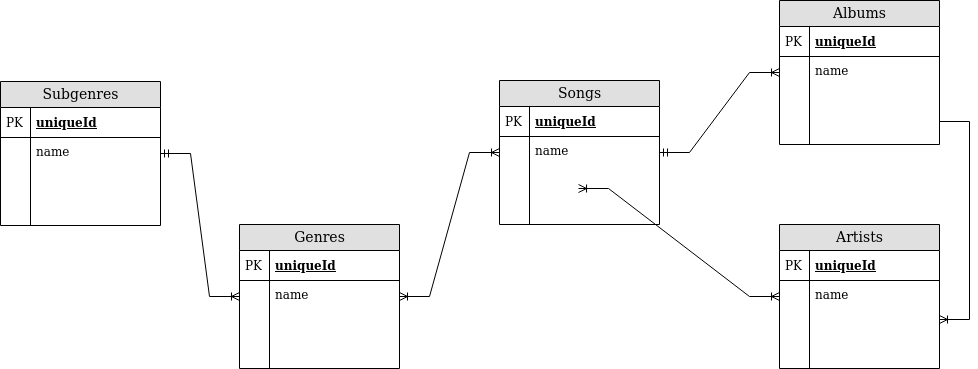 Subgenres
PK uniqueId
name
Genres
PK uniqueId
name
Songs
PK uniqueId
name
Albums
PK uniqueId
name
Artists
PK uniqueId
name